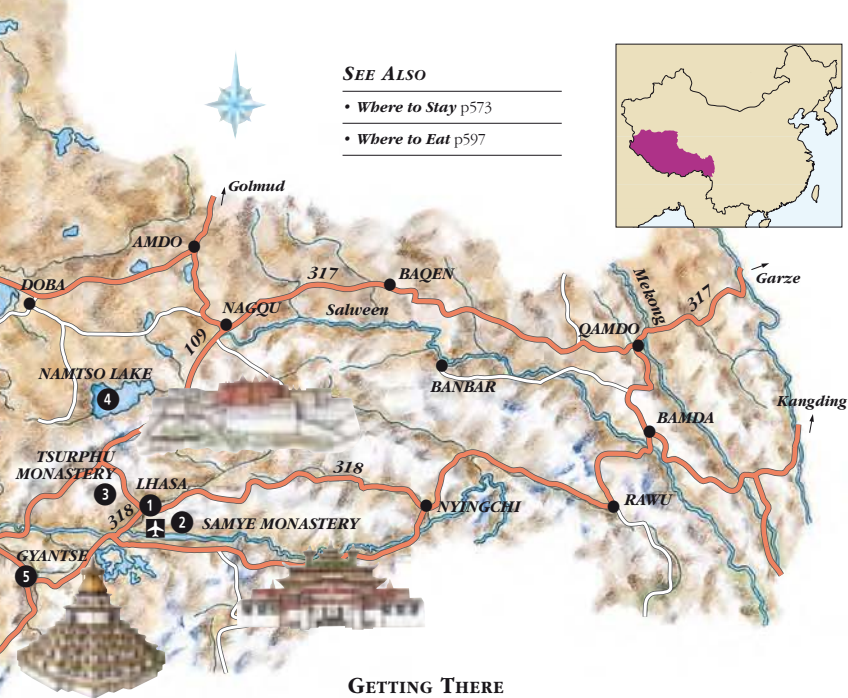 SEE ALSO
• Where to Stay p573
• Where to Eat p597
Golmud
AMDO
DOBA
317
BAQEN
Garze
NAGQU
Salween
Mekong
317
109
QAMDO
NAMTSO LAKE
4
BANBAR
Kangding
BAMDA
TSURPHU
MONASTERY
3
LHASA
1
318
318
2
SAMYE MONASTERY
NYINGCHI
RAWU
GYANTSE
5
GETTING THERE